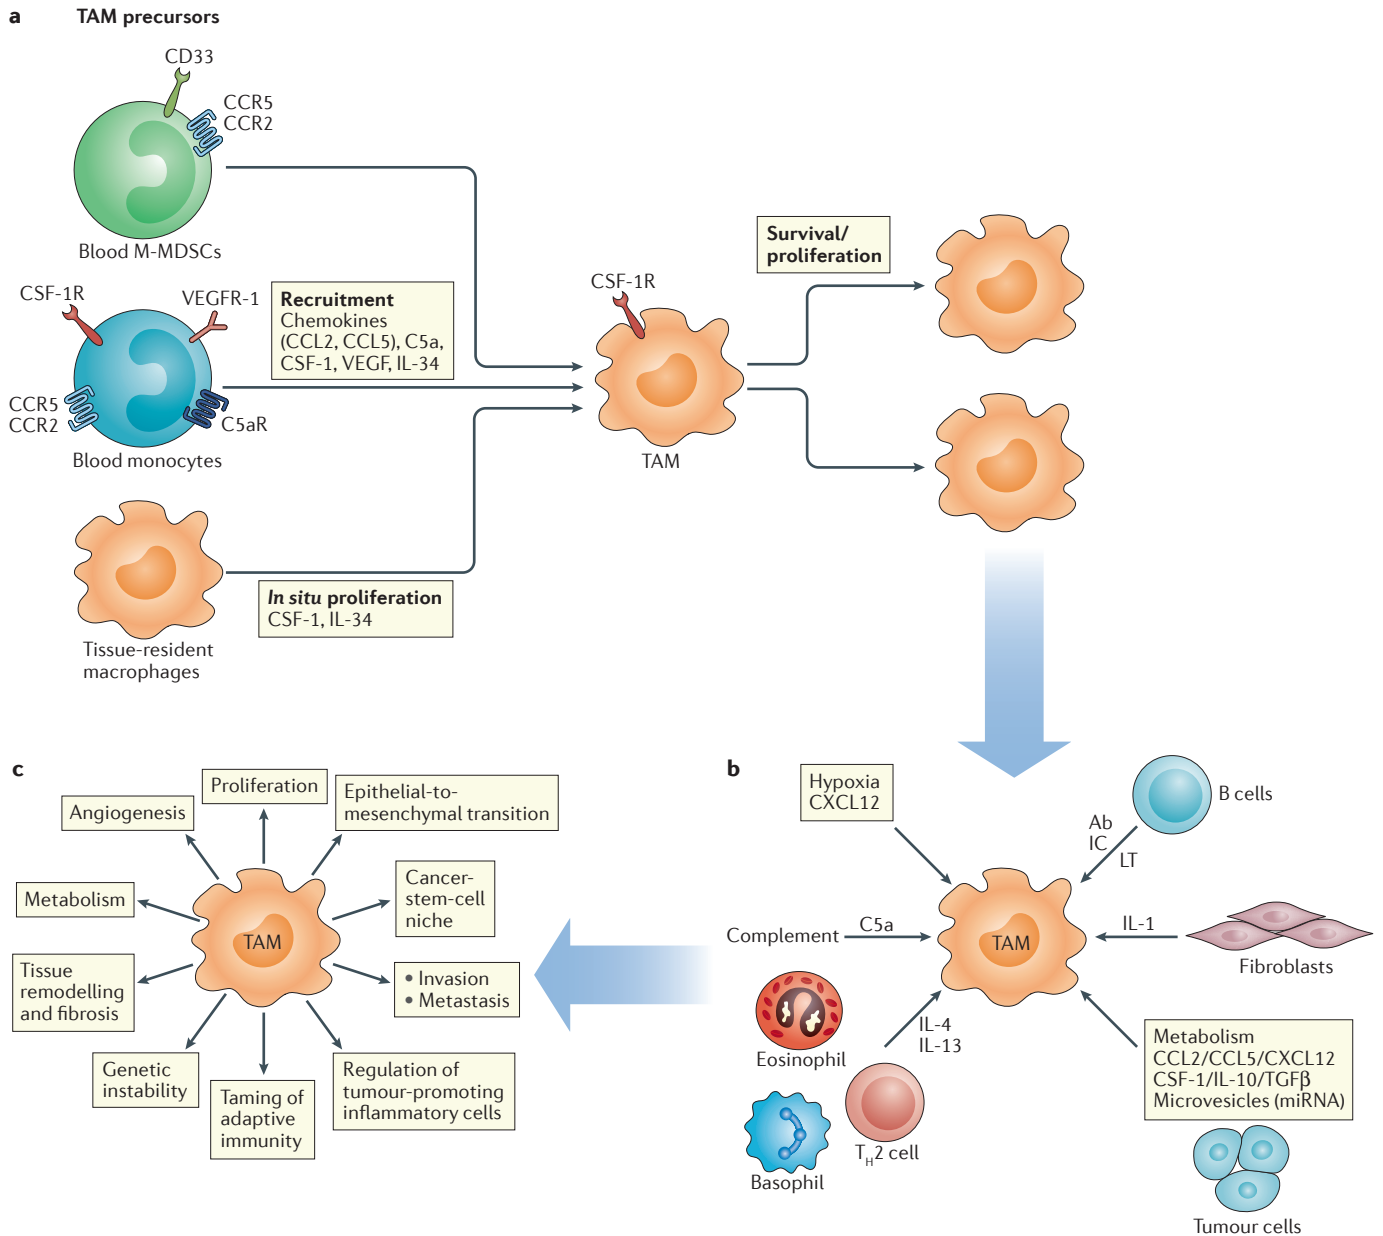 a
TAM precursors
CD33
CCR5
CCR2
Blood M-MDSCs
CSF-1R
VEGFR-1
CCR5
CCR2
C5aR
Blood monocytes
Recruitment
Chemokines
(CCL2, CCL5), C5a,
CSF-1, VEGF, IL-34
Tissue-resident
macrophages
In situ proliferation
CSF-1, IL-34
CSF-1R
TAM
Survival/
proliferation
b
Hypoxia
CXCL12
B cells
Ab
IC
LT
Complement
C5a
TAM
IL-1
Fibroblasts
Eosinophil
IL-4
IL-13
Basophil
TH2 cell
Metabolism
CCL2/CCL5/CXCL12
CSF-1/IL-10/TGFβ
Microvesicles (miRNA)
Tumour cells
c
Proliferation
Epithelial-to-
mesenchymal transition
Angiogenesis
Cancer-
stem-cell
niche
Metabolism
TAM
• Invasion
• Metastasis
Tissue
remodelling
and fibrosis
Genetic
instability
Taming of
adaptive
immunity
Regulation of
tumour-promoting
inflammatory cells